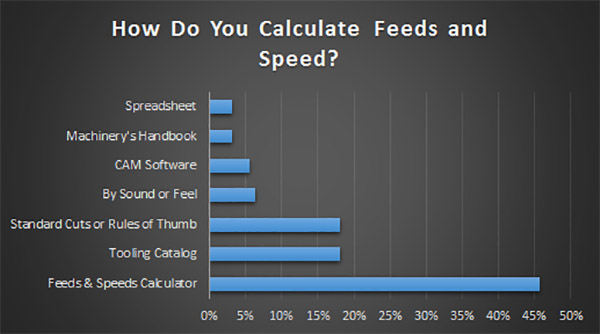 How Do You Calculate Feeds and
Speed?
Spreadsheet
Machinery's Handbook
CAM Software
By Sound or Feel
Standard Cuts or Rules of Thumb
Tooling Catalog
Feeds & Speeds Calculator
0% 5% 10% 15% 20% 25% 30% 35% 40% 45% 50%